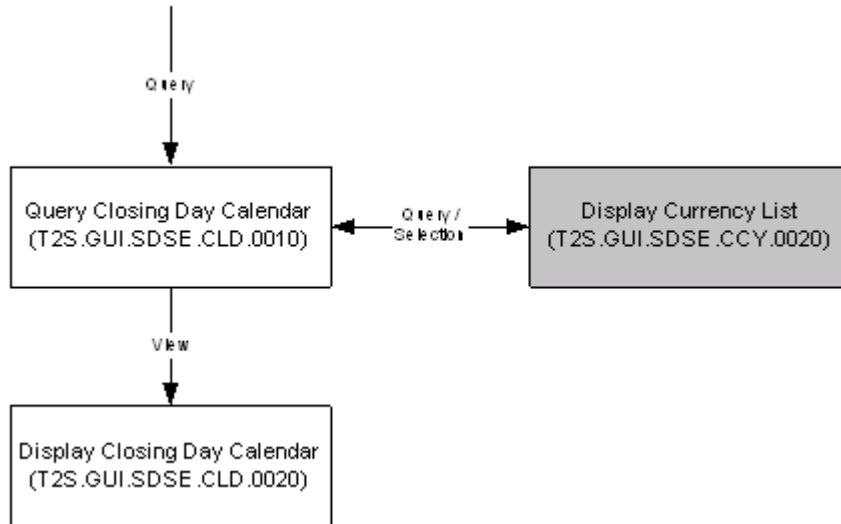 Query
Query Closing Day Calendar
(T2S.GUI.SDSE.CLD.0010)
Query /
Selection
Display Currency List
(T2S.GUI.SDSE.CCY.0020)
View
Display Closing Day Calendar
(T2S.GUI.SDSE.CLD.0020)